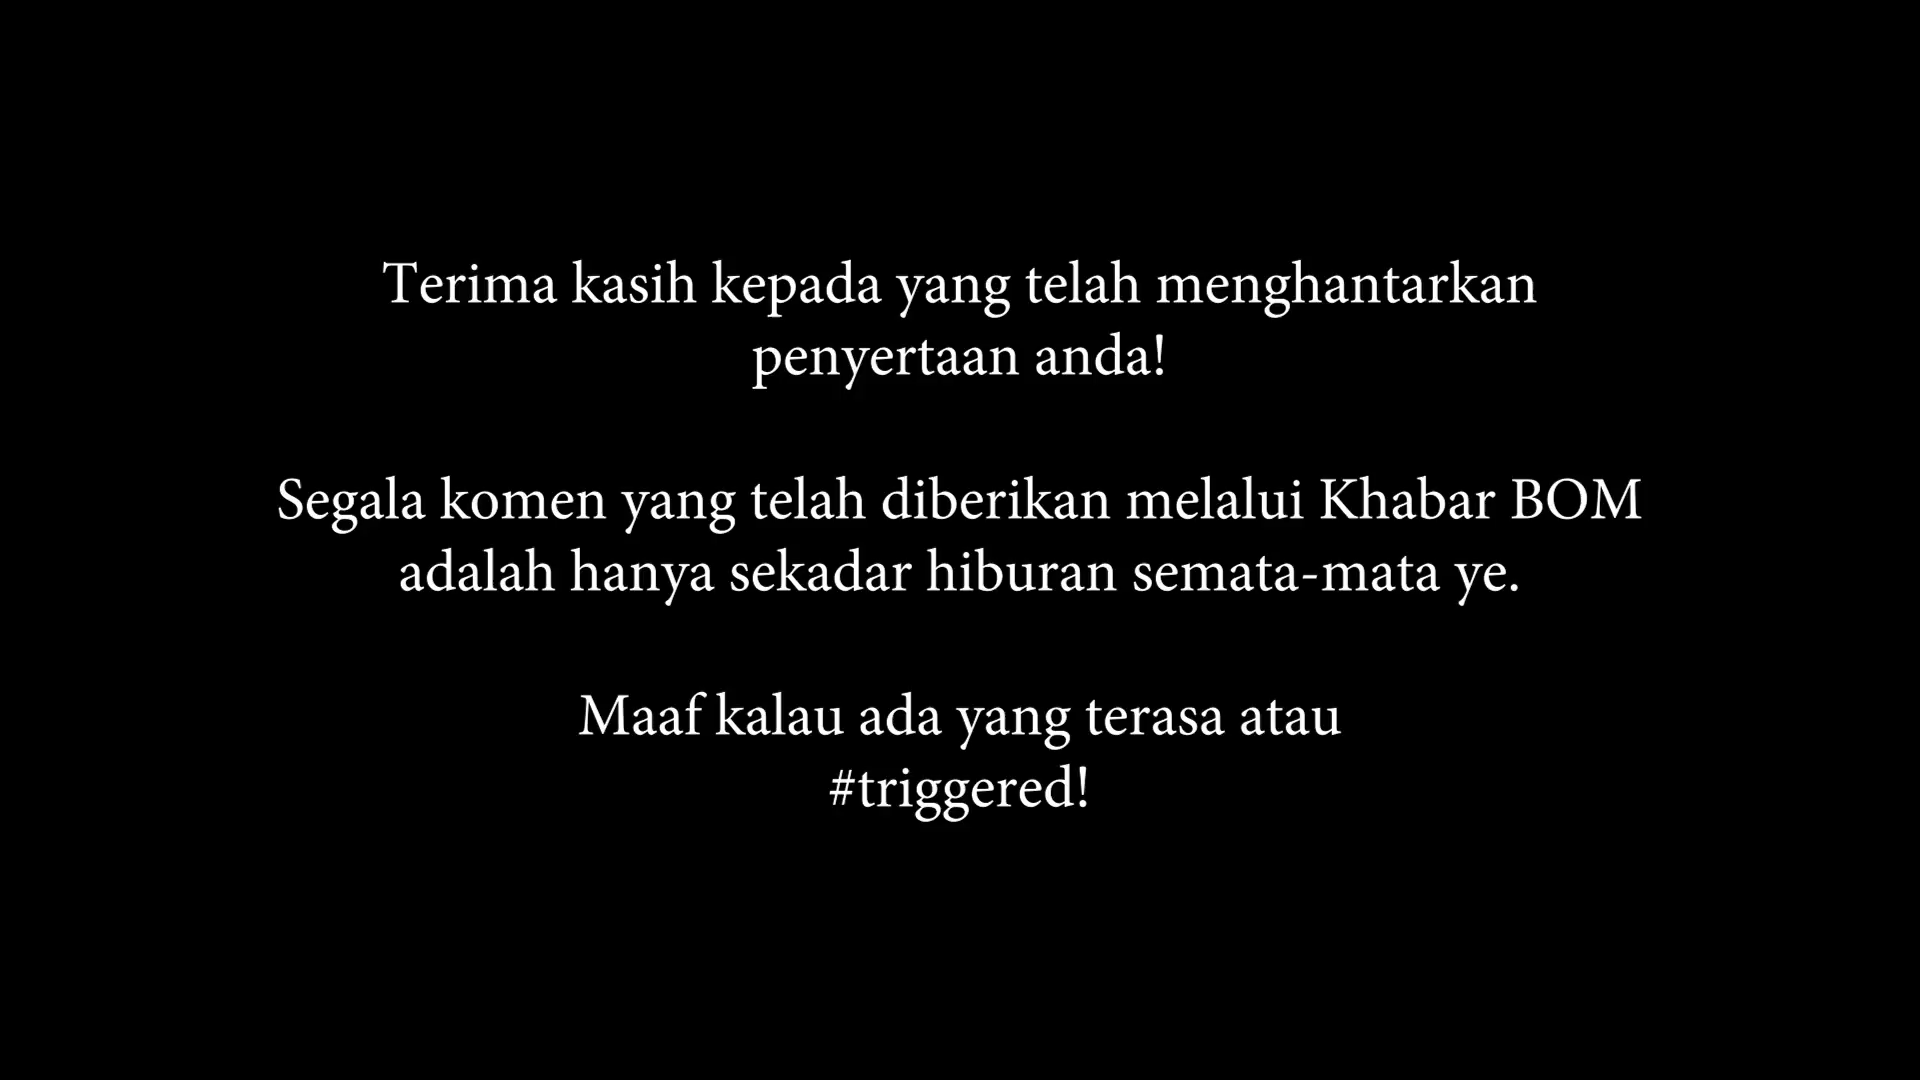 Terima kasih kepada yang telah menghantarkan
penyertaan anda!
Segala komen yang telah diberikan melalui Khabar BOM
adalah hanya sekadar hiburan semata-mata ye.
Maaf kalau ada yang terasa atau
#triggered!